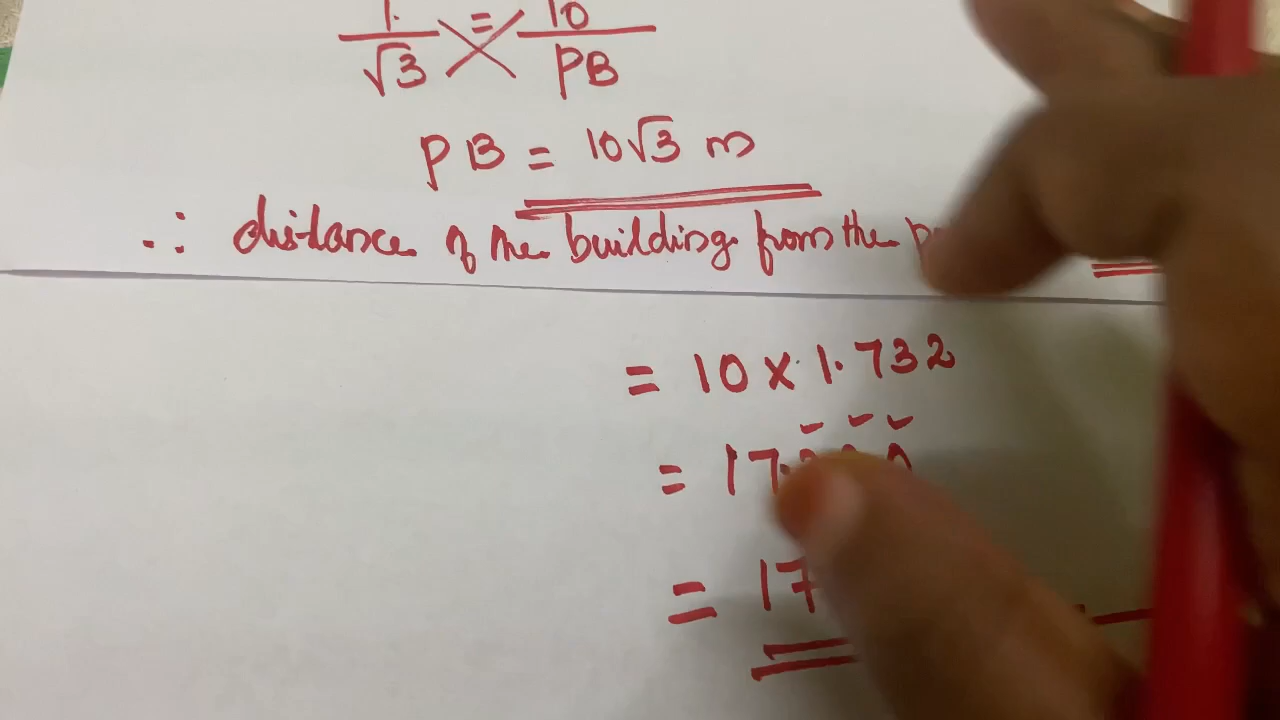 1/√3 = 10/PB
PB = 10√3 m
∴ distance of the building from the
= 10 × 1.732
= 17.
= 17